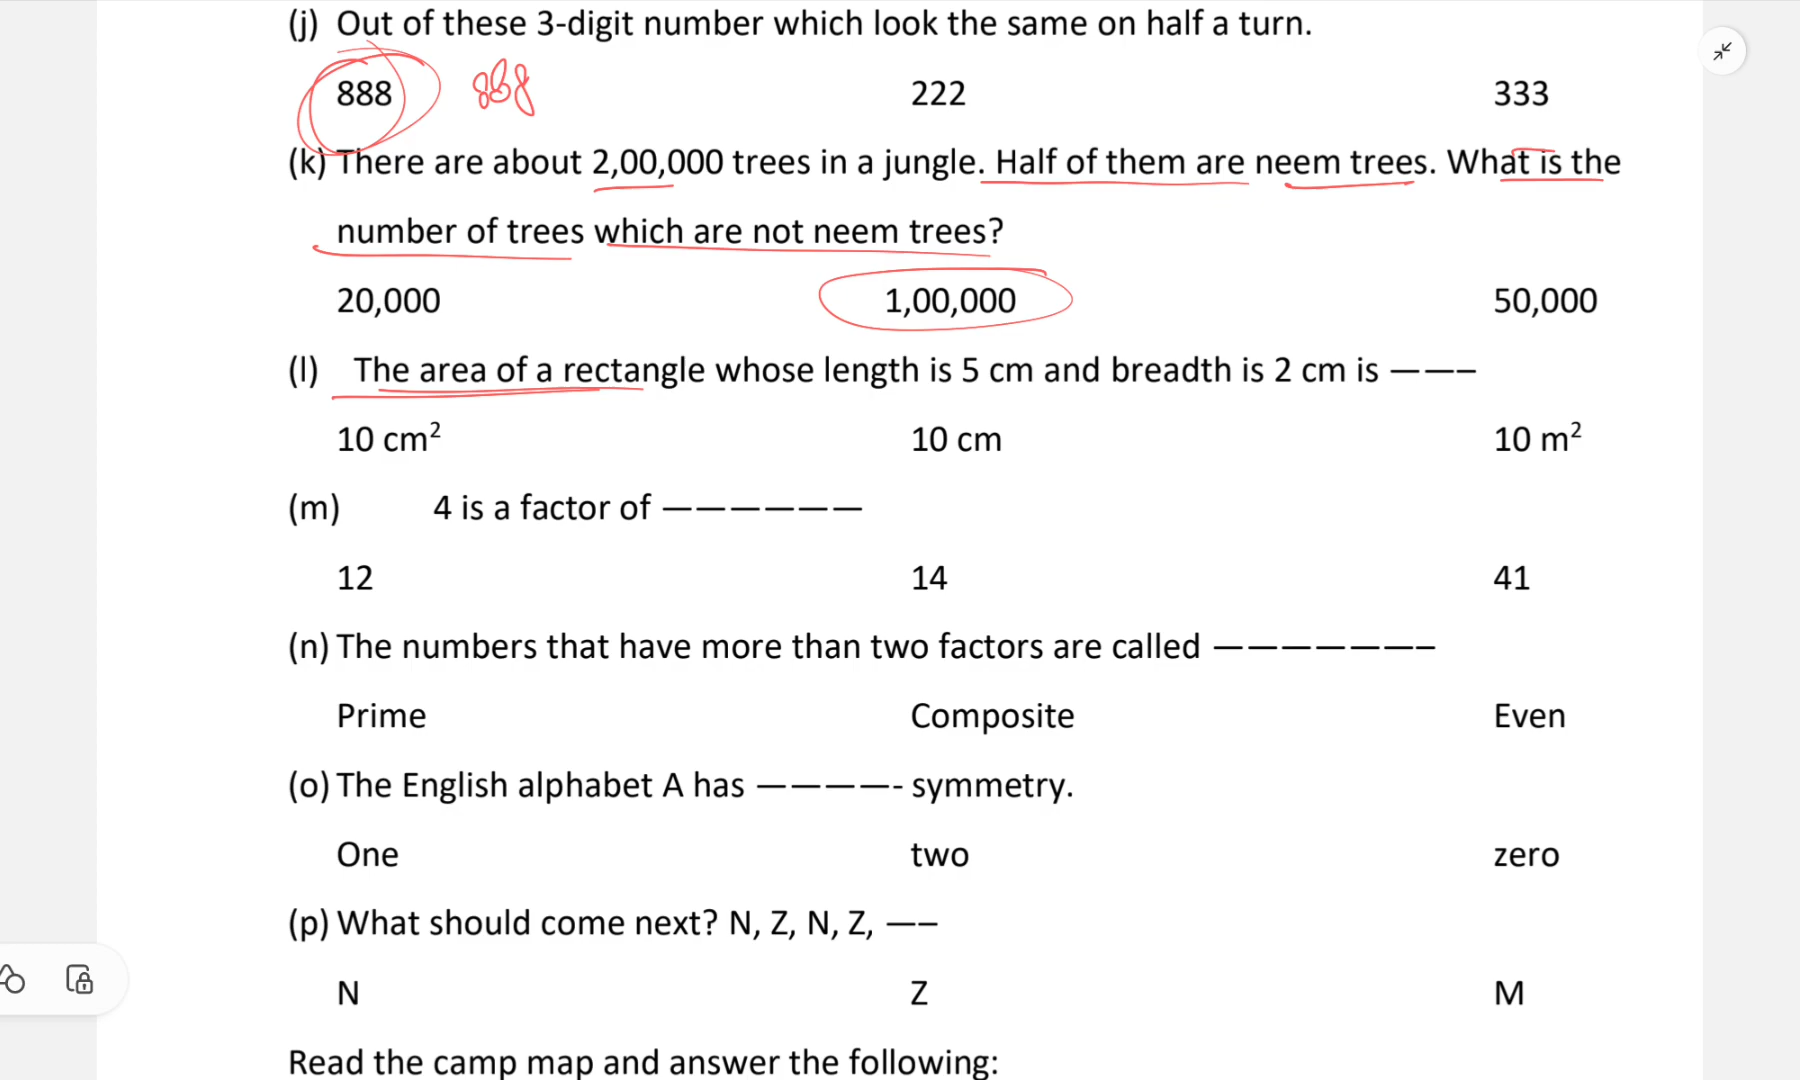 (j) Out of these 3-digit number which look the same on half a turn.
888 888 222 333
(k) There are about 2,00,000 trees in a jungle. Half of them are neem trees. What is the
number of trees which are not neem trees?
20,000 1,00,000 50,000
(l) The area of a rectangle whose length is 5 cm and breadth is 2 cm is ———
10 cm² 10 cm 10 m²
(m) 4 is a factor of ——————
12 14 41
(n) The numbers that have more than two factors are called ———————
Prime Composite Even
(o) The English alphabet A has ————- symmetry.
One two zero
(p) What should come next? N, Z, N, Z, ——
N Z M
Read the camp map and answer the following: